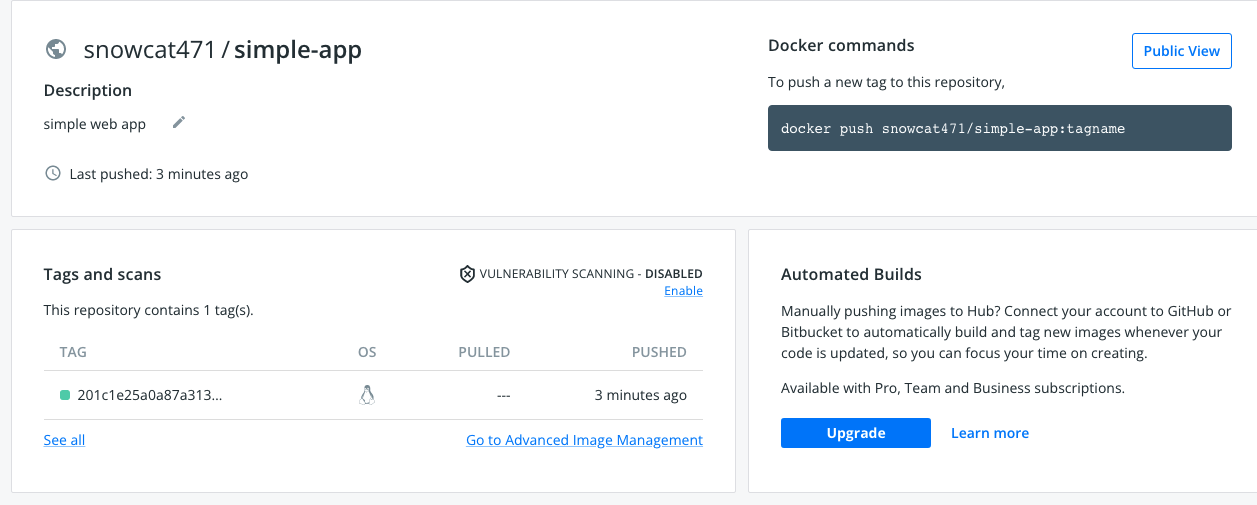 snowcat471 / simple-app
Description
simple web app
Last pushed: 3 minutes ago
Docker commands
Public View
To push a new tag to this repository,
docker push snowcat471/simple-app:tagname
Tags and scans
VULNERABILITY SCANNING - DISABLED
Enable
This repository contains 1 tag(s).
TAG OS PULLED PUSHED
201c1e25a0a87a313... --- 3 minutes ago
See all
Go to Advanced Image Management
Automated Builds
Manually pushing images to Hub? Connect your account to GitHub or
Bitbucket to automatically build and tag new images whenever your
code is updated, so you can focus your time on creating.
Available with Pro, Team and Business subscriptions.
Upgrade
Learn more